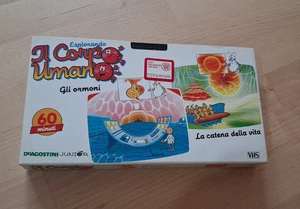 Esplorando
Il Corpo
Umano
Gli ormoni
60
minuti
La catena della vita
DeAGOSTINI JUNIOR
VHS